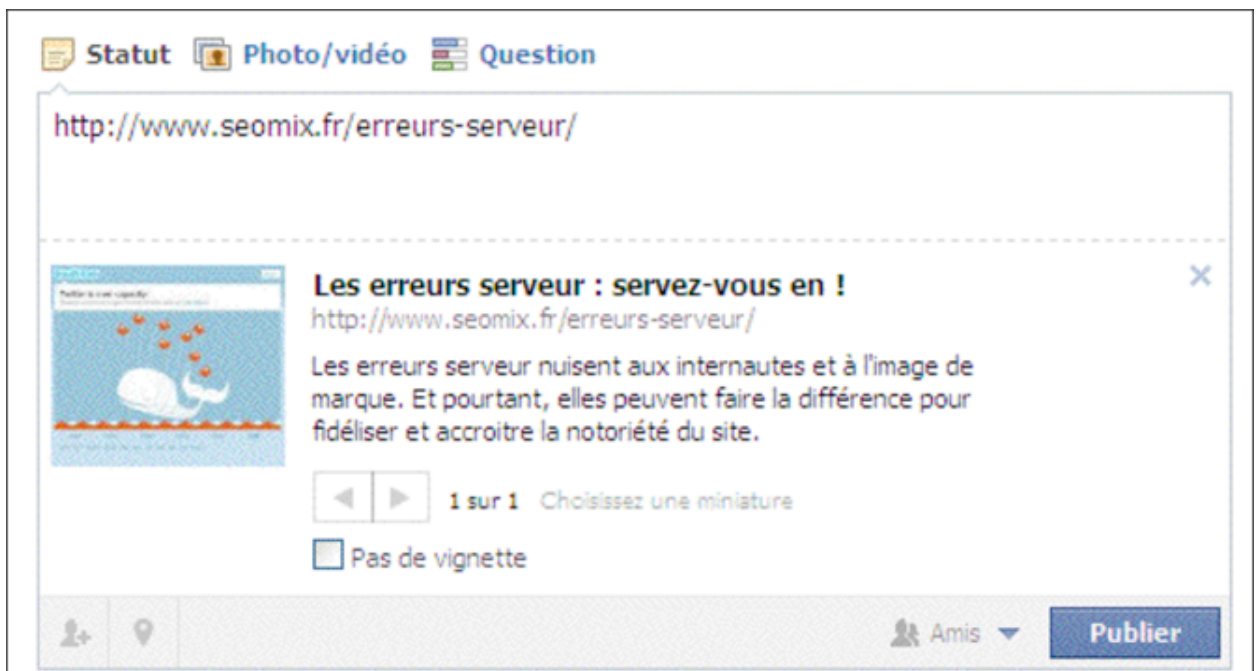 Statut Photo/vidéo Question
http://www.seomix.fr/erreurs-serveur/
Les erreurs serveur : servez-vous en !
http://www.seomix.fr/erreurs-serveur/
Les erreurs serveur nuisent aux internautes et à l'image de
marque. Et pourtant, elles peuvent faire la différence pour
fidéliser et accroitre la notoriété du site.
1 sur 1 Choisissez une miniature
Pas de vignette
Amis
Publier